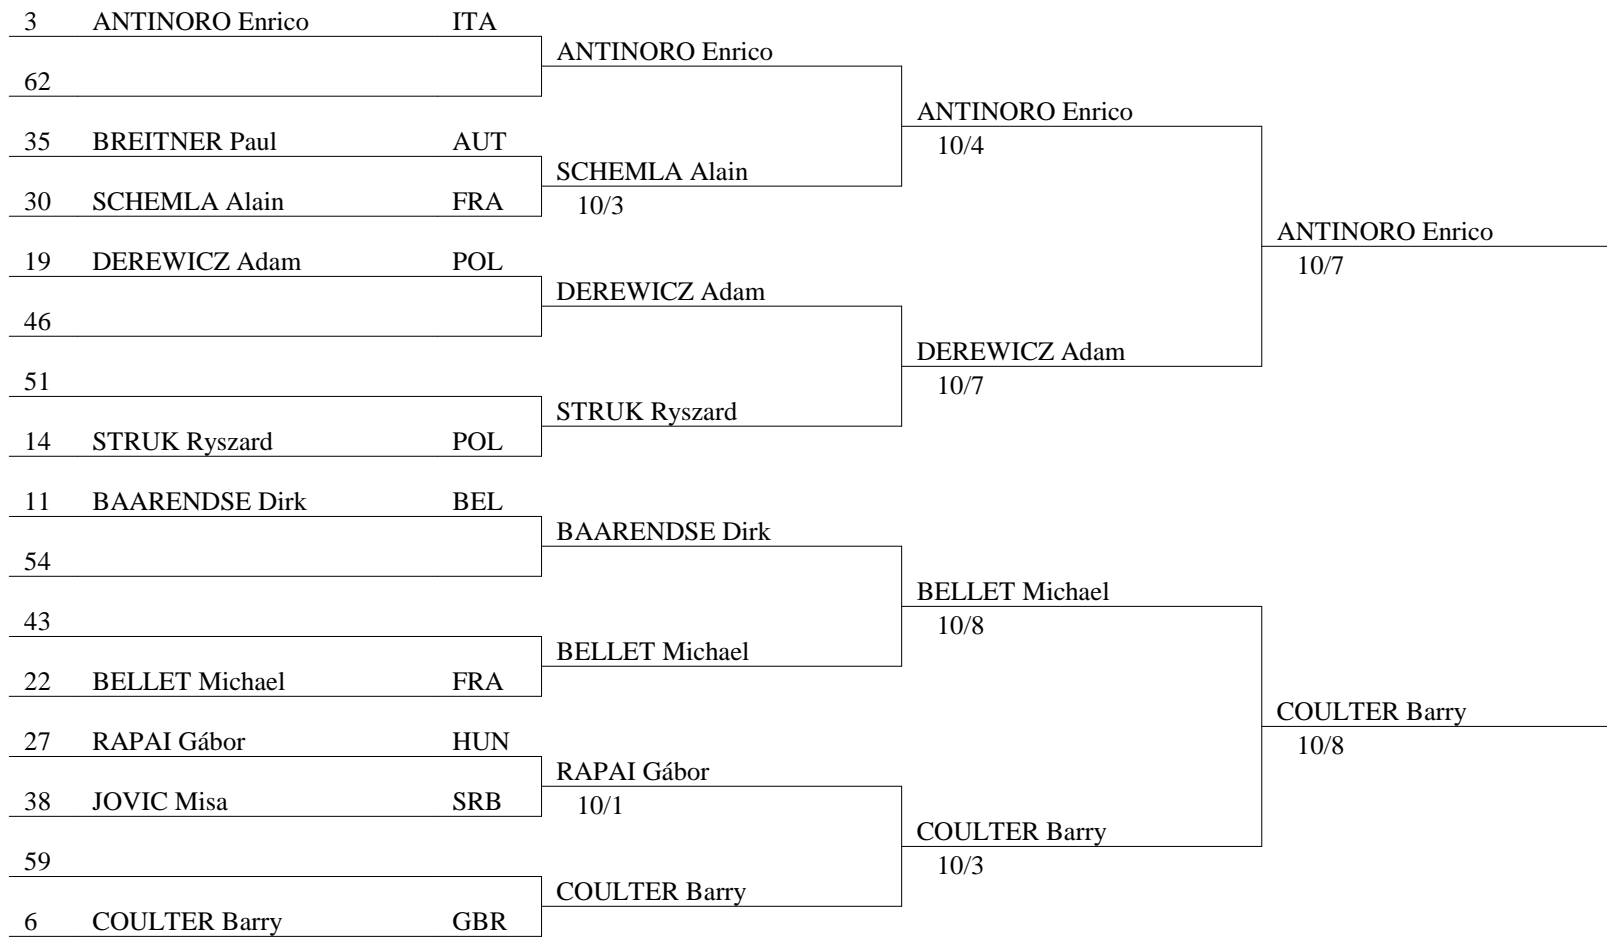 3 ANTINORO Enrico ITA
ANTINORO Enrico
62
ANTINORO Enrico
35 BREITNER Paul AUT
10/4
SCHEMLA Alain
30 SCHEMLA Alain FRA
10/3
ANTINORO Enrico
19 DEREWICZ Adam POL
10/7
DEREWICZ Adam
46
DEREWICZ Adam
51
10/7
STRUK Ryszard
14 STRUK Ryszard POL
11 BAARENDSE Dirk BEL
BAARENDSE Dirk
54
BELLET Michael
43
10/8
BELLET Michael
22 BELLET Michael FRA
COULTER Barry
27 RAPAI Gábor HUN
10/8
RAPAI Gábor
38 JOVIC Misa SRB
10/1
COULTER Barry
59
10/3
COULTER Barry
6 COULTER Barry GBR